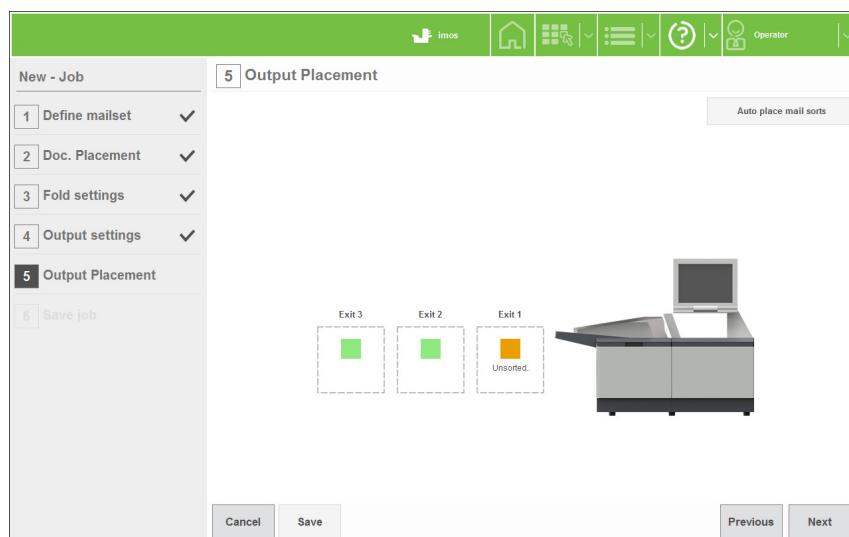 imos
Operator
New - Job
5 Output Placement
Auto place mail sorts
1 Define mailset
2 Doc. Placement
3 Fold settings
4 Output settings
5 Output Placement
6 Save job
Exit 3 Exit 2 Exit 1
Unsorted..
Cancel Save Previous Next